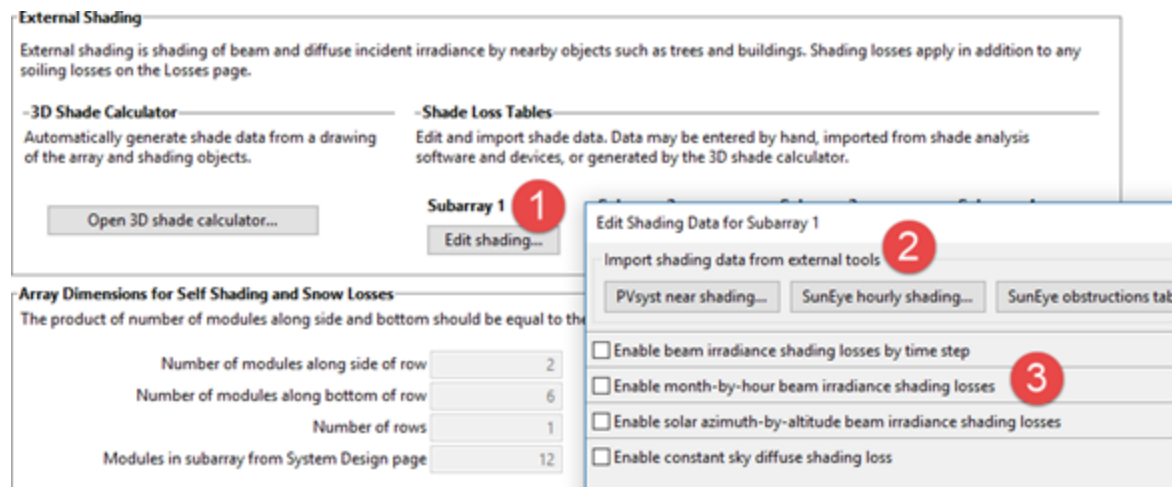 External Shading
External shading is shading of beam and diffuse incident irradiance by nearby objects such as trees and buildings. Shading losses apply in addition to any
soiling losses on the Losses page.
3D Shade Calculator
Automatically generate shade data from a drawing
of the array and shading objects.
Open 3D shade calculator...
Shade Loss Tables
Edit and import shade data. Data may be entered by hand, imported from shade analysis
software and devices, or generated by the 3D shade calculator.
Subarray 1
1
Edit shading...
Edit Shading Data for Subarray 1
2
Import shading data from external tools
PVsyst near shading...
SunEye hourly shading...
SunEye obstructions tab
Enable beam irradiance shading losses by time step
Enable month-by-hour beam irradiance shading losses
3
Enable solar azimuth-by-altitude beam irradiance shading losses
Enable constant sky diffuse shading loss
Array Dimensions for Self Shading and Snow Losses
The product of number of modules along side and bottom should be equal to the
Number of modules along side of row 2
Number of modules along bottom of row 6
Number of rows 1
Modules in subarray from System Design page 12